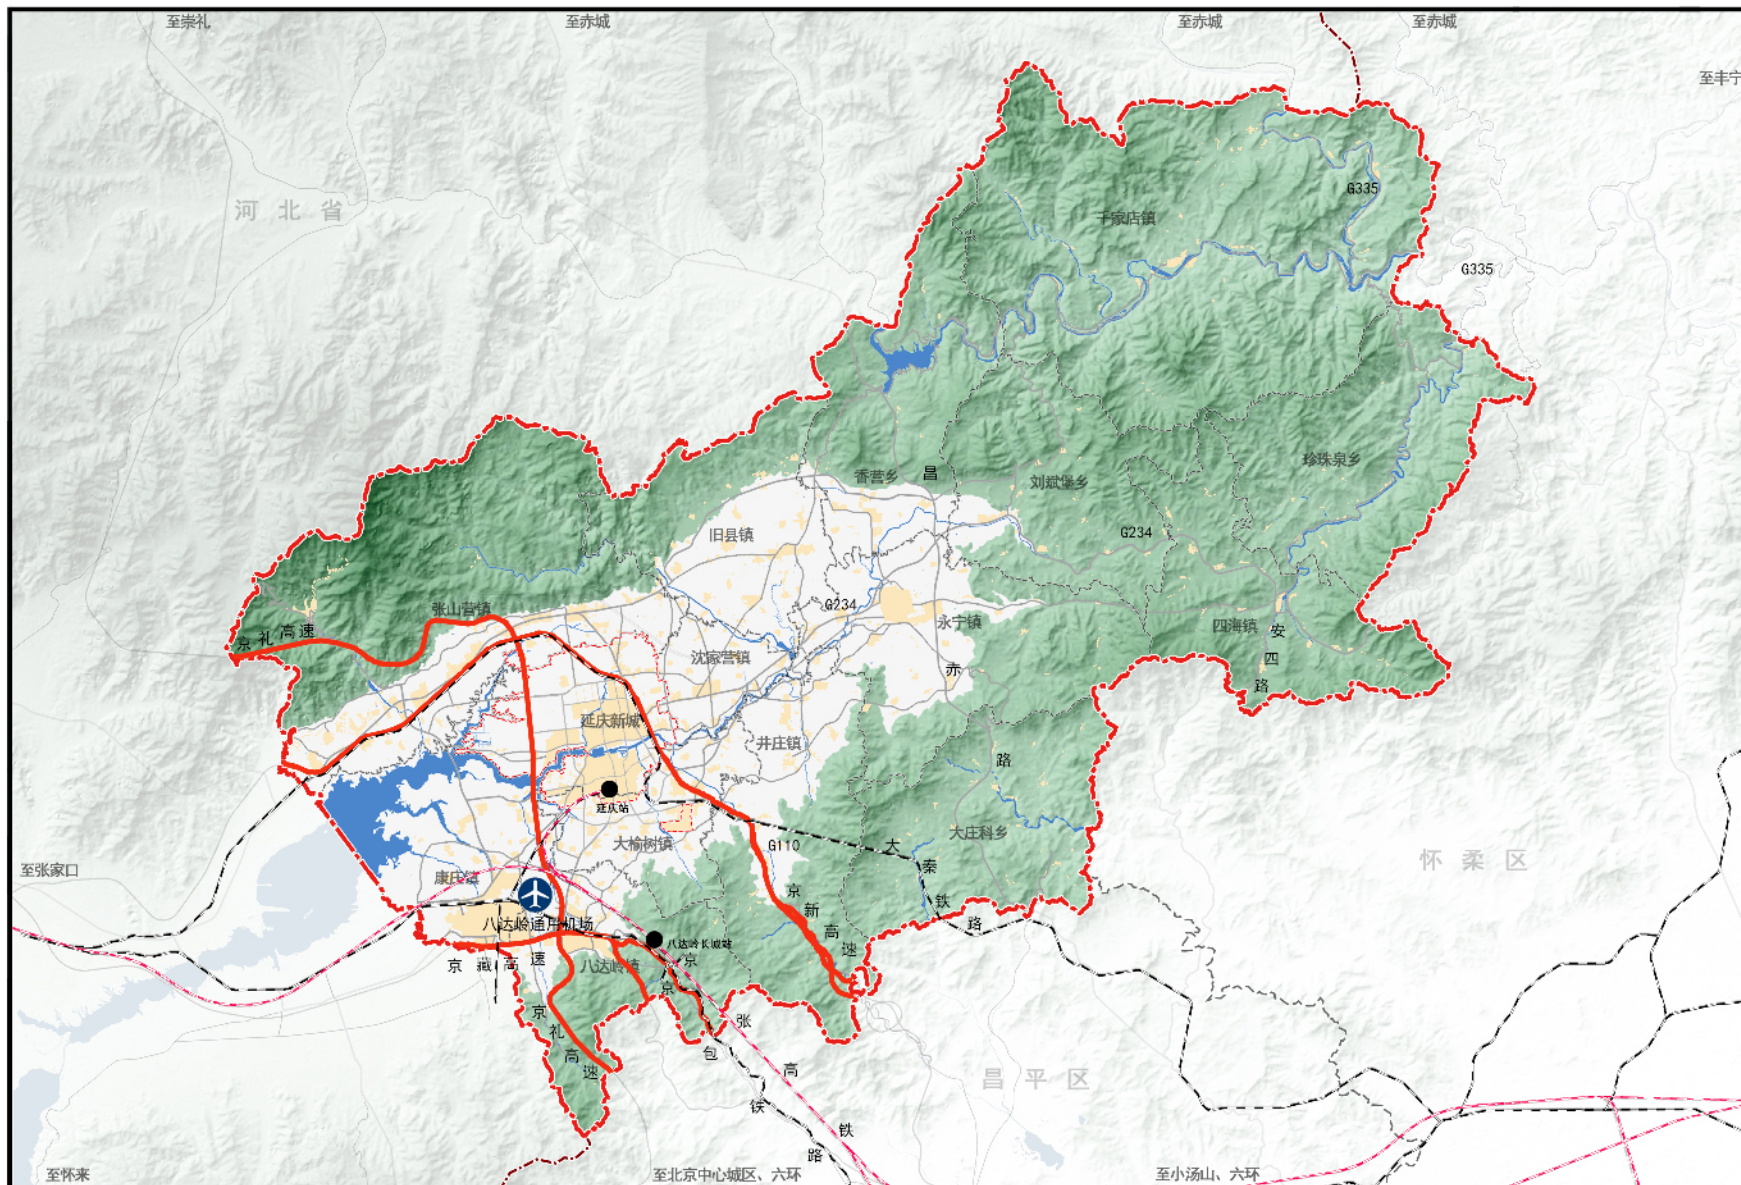 至崇礼
至赤城
至赤城
至赤城
至丰宁
河北省
G335
千家店镇
G335
香营乡
昌
刘斌堡乡
珍珠泉乡
旧县镇
G234
G234
张山营镇
永宁镇
四海镇
京礼高速
安四路
沈家营镇
赤
延庆新城
井庄镇
路
延庆站
大庄科乡
大榆树镇
G110
大秦铁路
怀柔区
至张家口
康庄镇
京新高速
八达岭通用机场
八达岭长城站
京藏高速
八达岭镇
京
京
京礼高速
张
包
高
昌平区
铁
铁
路
至怀来
至北京中心城区、六环
至小汤山、六环